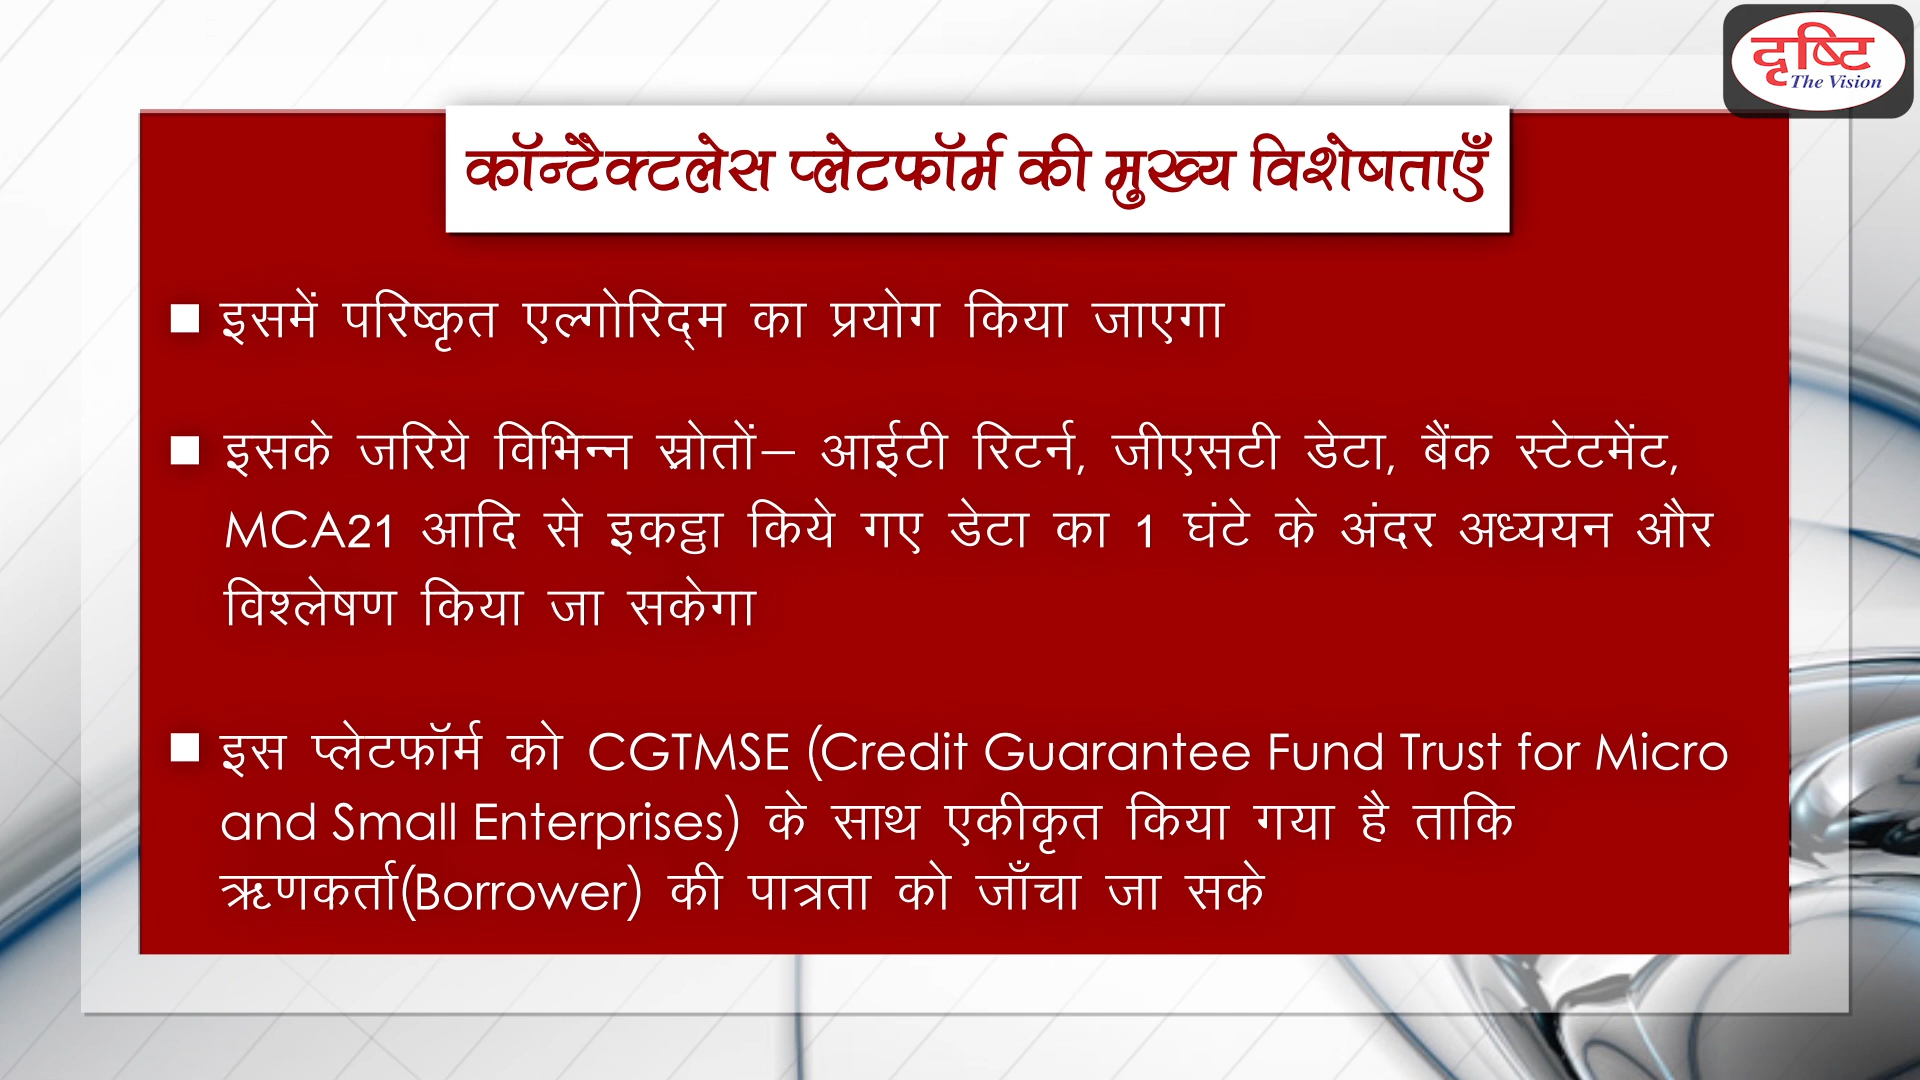 दृष्टि
The Vision
कॉन्टैक्टलेस प्लेटफॉर्म की मुख्य विशेषताएँ
■ इसमें परिष्कृत एल्गोरिद्म का प्रयोग किया जाएगा
■ इसके जरिये विभिन्न स्रोतों– आईटी रिटर्न, जीएसटी डेटा, बैंक स्टेटमेंट,
MCA21 आदि से इकट्ठा किये गए डेटा का 1 घंटे के अंदर अध्ययन और
विश्लेषण किया जा सकेगा
■ इस प्लेटफॉर्म को CGTMSE (Credit Guarantee Fund Trust for Micro
and Small Enterprises) के साथ एकीकृत किया गया है ताकि
ऋणकर्ता(Borrower) की पात्रता को जाँचा जा सके